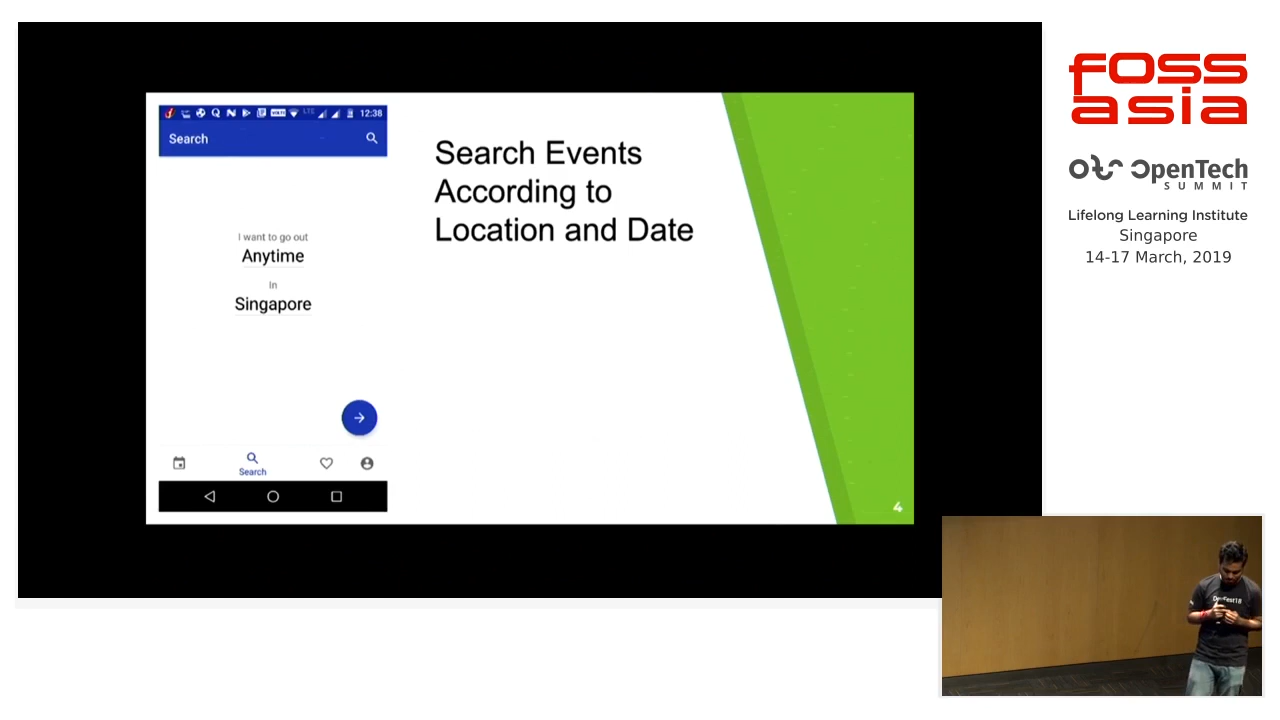 12:38
Search
I want to go out
Anytime
In
Singapore
Search
Search Events
According to
Location and Date
4
FOSS
asia
OpenTech
SUMMIT
Lifelong Learning Institute
Singapore
14-17 March, 2019